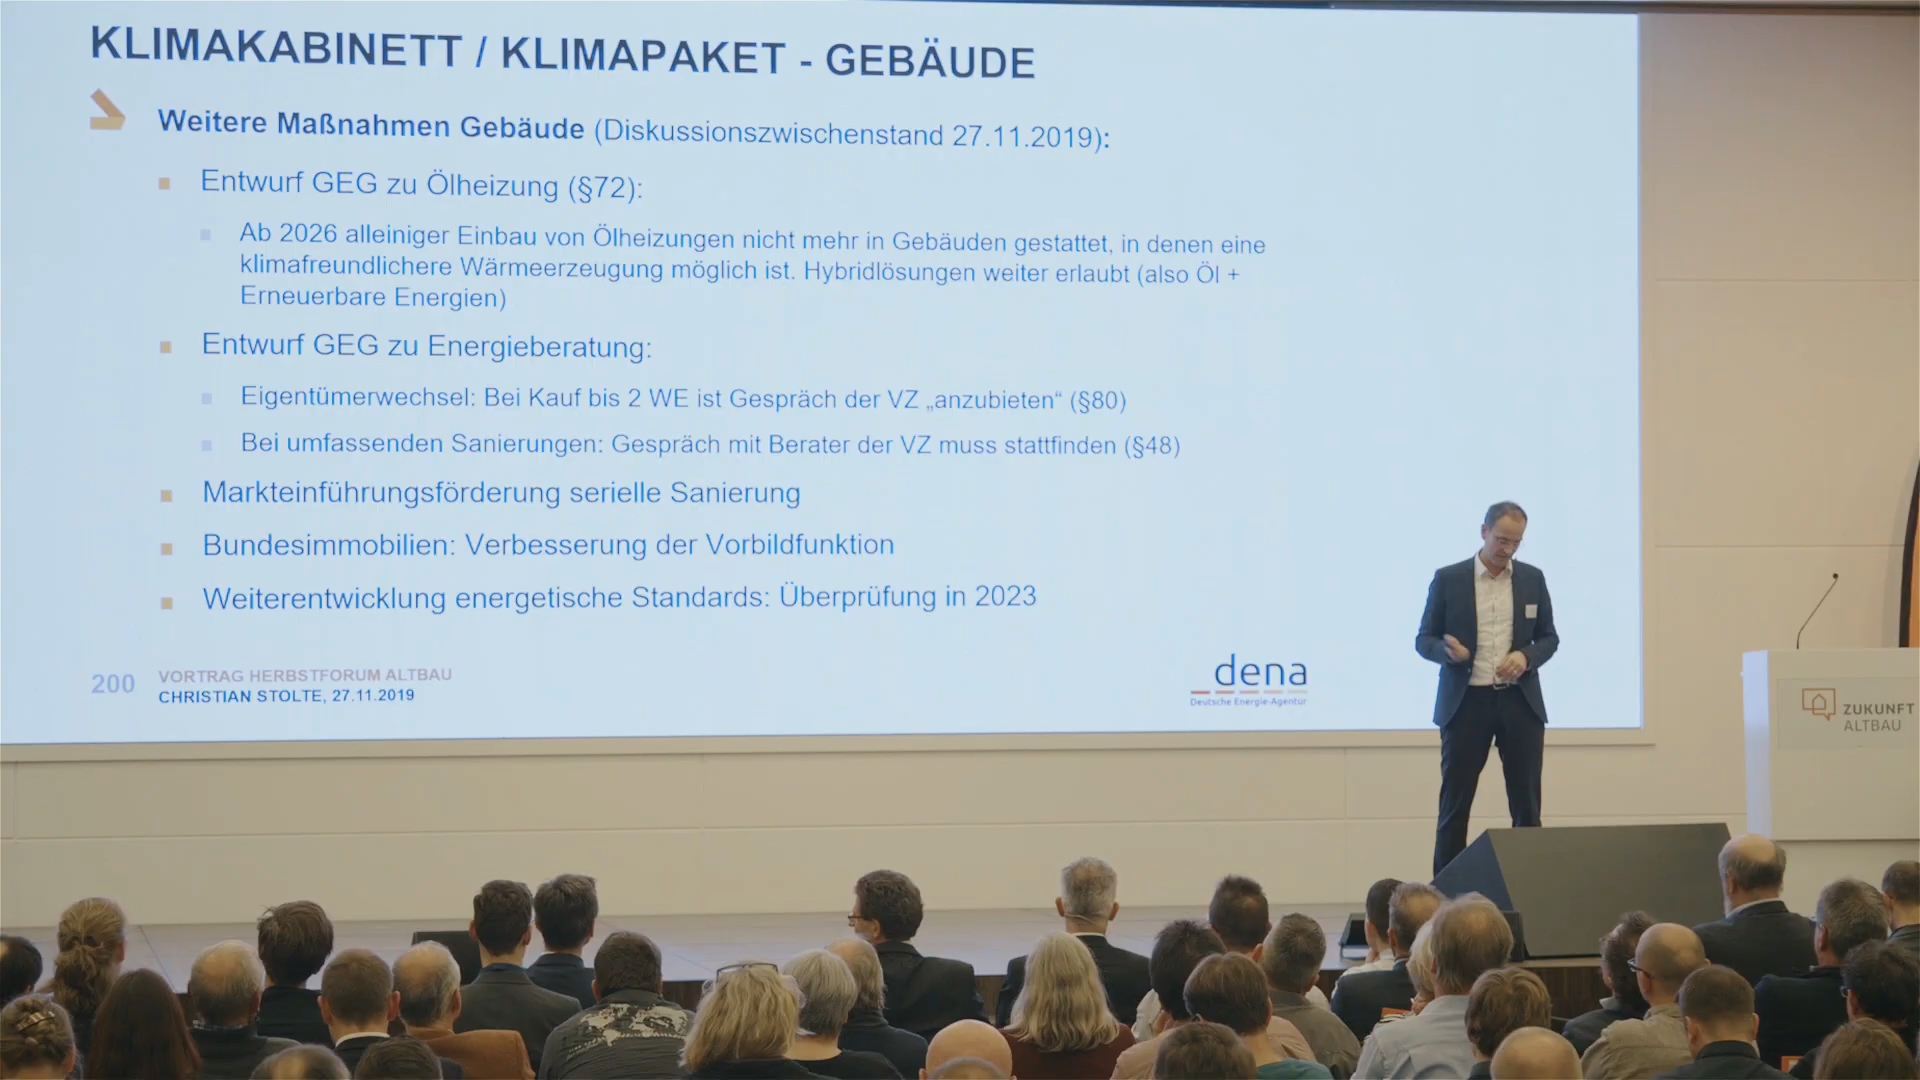 KLIMAKABINETT / KLIMAPAKET - GEBÄUDE
Weitere Maßnahmen Gebäude (Diskussionszwischenstand 27.11.2019):
Entwurf GEG zu Ölheizung (§72):
Ab 2026 alleiniger Einbau von Ölheizungen nicht mehr in Gebäuden gestattet, in denen eine
klimafreundlichere Wärmeerzeugung möglich ist. Hybridlösungen weiter erlaubt (also Öl +
Erneuerbare Energien)
Entwurf GEG zu Energieberatung:
Eigentümerwechsel: Bei Kauf bis 2 WE ist Gespräch der VZ „anzubieten“ (§80)
Bei umfassenden Sanierungen: Gespräch mit Berater der VZ muss stattfinden (§48)
Markteinführungsförderung serielle Sanierung
Bundesimmobilien: Verbesserung der Vorbildfunktion
Weiterentwicklung energetische Standards: Überprüfung in 2023
200
VORTRAG HERBSTFORUM ALTBAU
CHRISTIAN STOLTE, 27.11.2019
dena
Deutsche Energie-Agentur
ZUKUNFT
ALTBAU